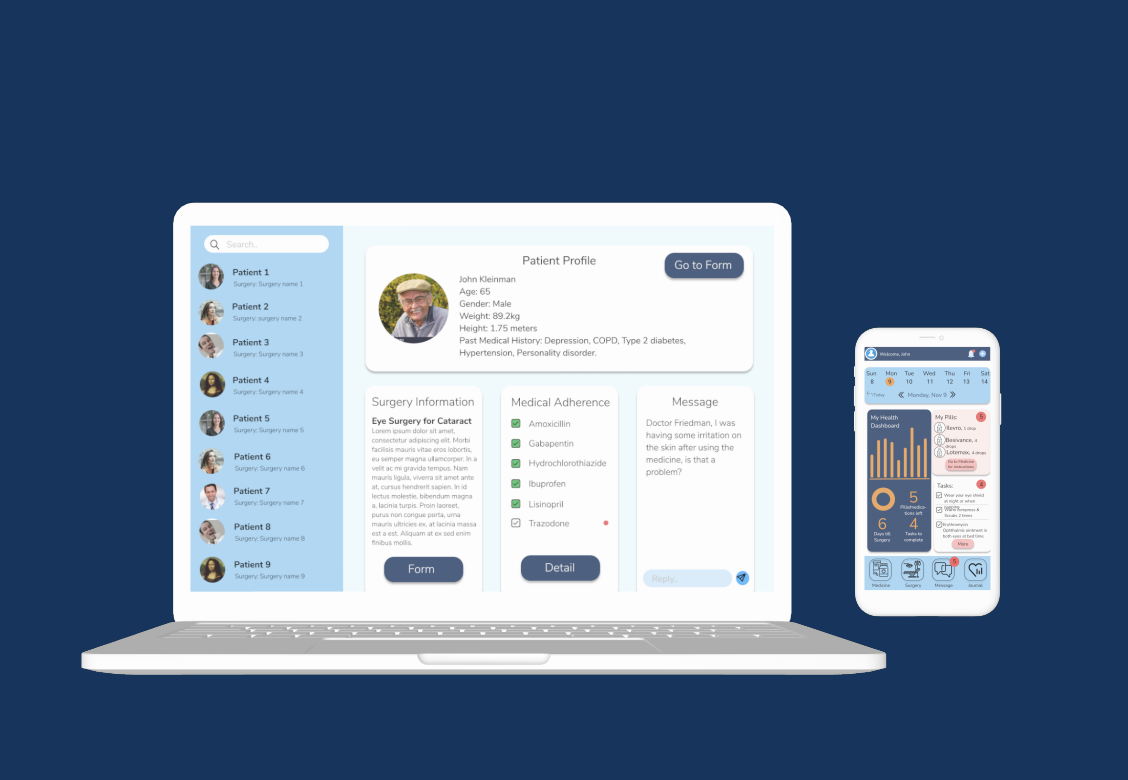 Search..
Patient 1
Surgery: Surgery name 1
Patient 2
Surgery: surgery name 2
Patient 3
Surgery: Surgery name 3
Patient 4
Surgery: Surgery name 4
Patient 5
Surgery: Surgery name 5
Patient 6
Surgery: Surgery name 6
Patient 7
Surgery: Surgery name 7
Patient 8
Surgery: Surgery name 8
Patient 9
Surgery: Surgery name 9
Patient Profile
Go to Form
John Kleinman
Age: 65
Gender: Male
Weight: 89.2kg
Height: 1.75 meters
Past Medical History: Depression, COPD, Type 2 diabetes,
Hypertension, Personality disorder.
Surgery Information
Eye Surgery for Cataract
Lorem ipsum dolor sit amet,
consectetur adipiscing elit. Morbi
facilisis mauris vitae eros lobortis,
eu semper magna ullamcorper. In a
velit ac mi gravida tempus. Nam
mauris ligula, viverra sit amet ante
at, cursus hendrerit sapien. In id
lectus molestie, bibendum magna
a, lacinia turpis. Proin laoreet,
purus non congue porta, urna
mauris ultricies ex, at lacinia massa
est a est. Aliquam at ex sed enim
finibus mollis.
Form
Medical Adherence
Amoxicillin
Gabapentin
Hydrochlorothiazide
Ibuprofen
Lisinopril
Trazodone
Detail
Message
Doctor Friedman, I was
having some irritation on
the skin after using the
medicine, is that a
problem?
Reply..
Welcome, John
Sun Mon Tue Wed Thu Fri Sat
8 9 10 11 12 13 14
Today
Monday, Nov 9
My Health
Dashboard
5
Pills/medica-
tions left
6
Days till
Surgery
4
Tasks to
complete
My Pills
5
Ilevro, 1 drop
Besivance, 4
drops
Lotemax, 4 drops
Go to Medicine
for Instructions
Tasks:
4
Wear your eye shield
at night or when
Warm Compress &
Scrubs 2 times
Erythromycin
Ophthalmic ointment in
both eyes at bed time
More
Medicine
Surgery
5
Message
Journal